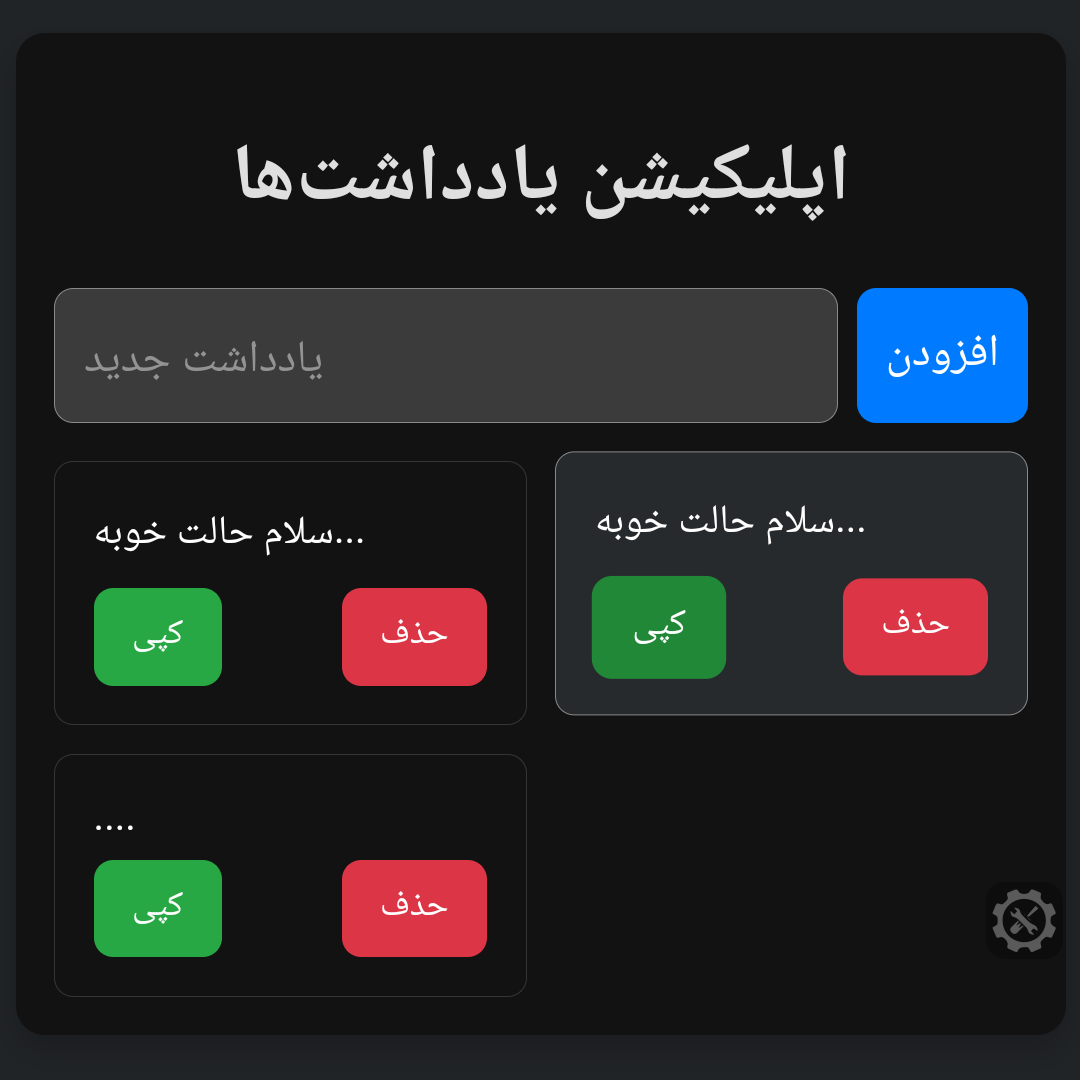 اپلیکیشن یادداشت‌ها
یادداشت جدید
افزودن
سلام حالت خوبه...
کپی
حذف
سلام حالت خوبه...
کپی
حذف
....
کپی
حذف